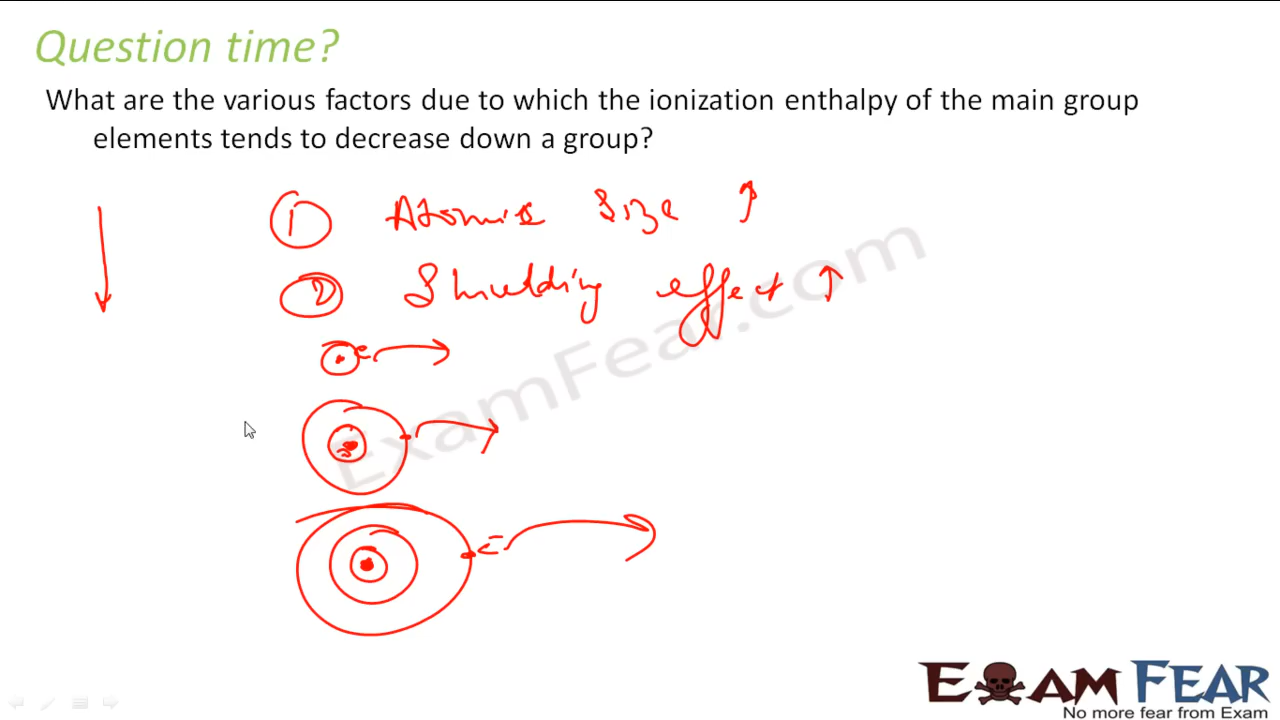 Question time?
What are the various factors due to which the ionization enthalpy of the main group
elements tends to decrease down a group?
① Atomic Size ↑
② Shielding effect ↑
e
e
ExamFear.com
EXAM FEAR
No more fear from Exam